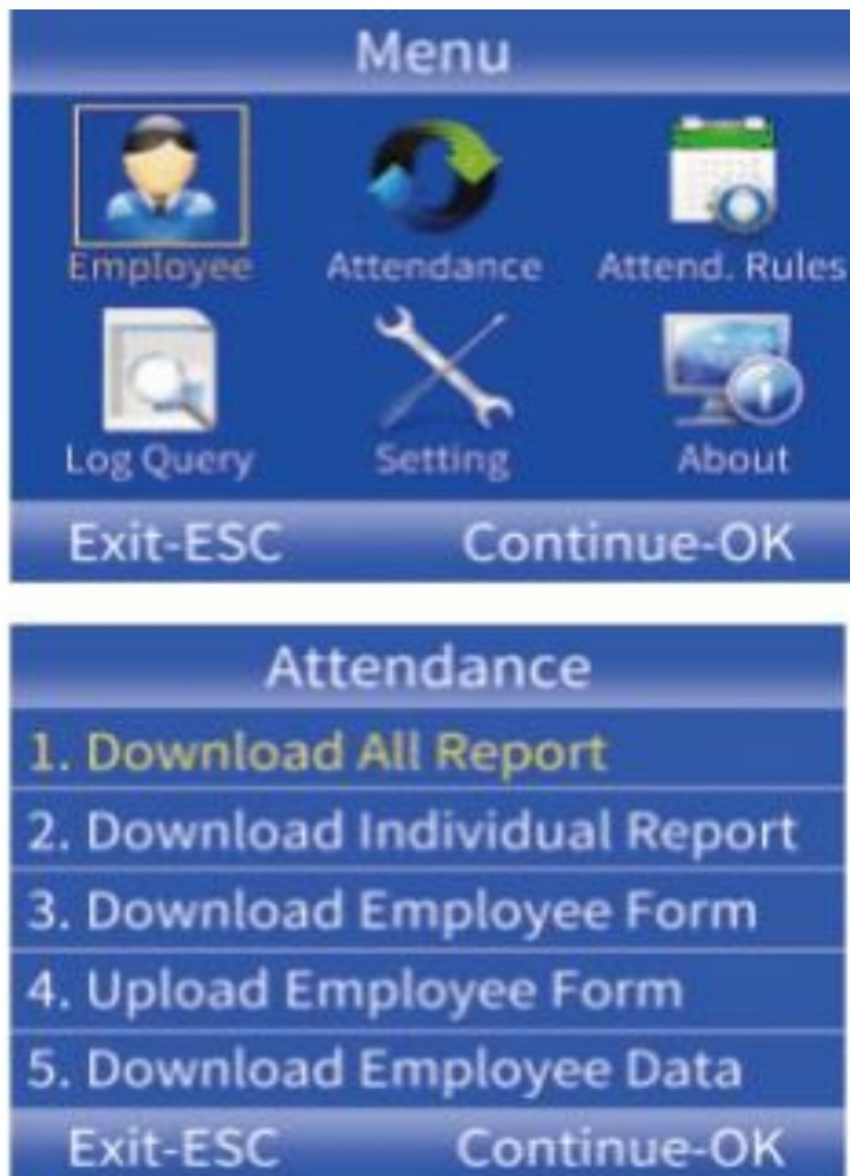 Menu
Employee Attendance Attend. Rules
Log Query Setting About
Exit-ESC Continue-OK
Attendance
1. Download All Report
2. Download Individual Report
3. Download Employee Form
4. Upload Employee Form
5. Download Employee Data
Exit-ESC Continue-OK